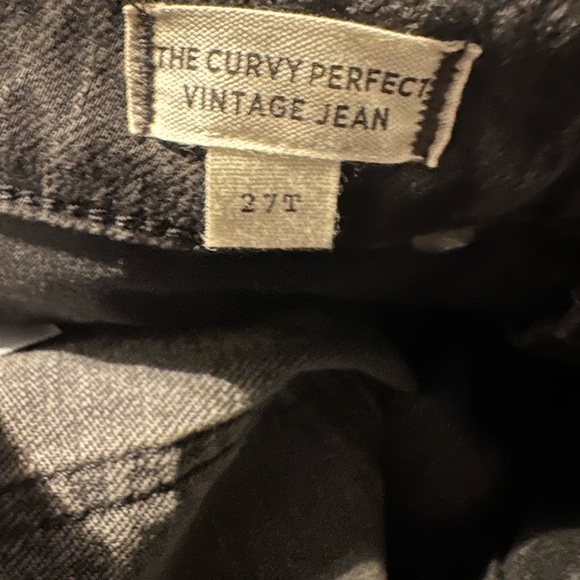 THE CURVY PERFECT
VINTAGE JEAN
27T